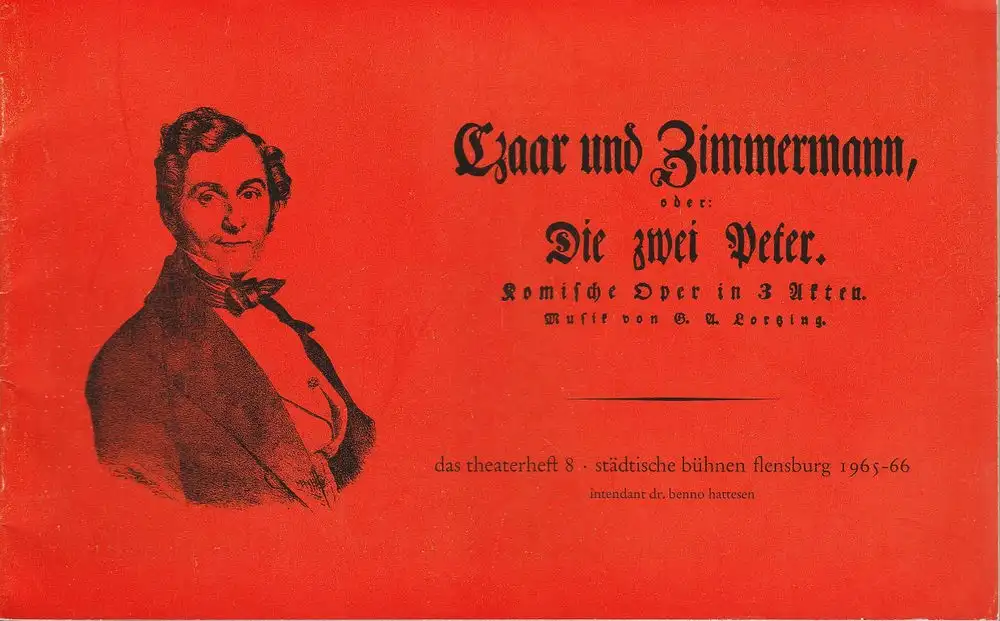 Czaar und Zimmermann,
oder:
Die zwei Peter.
Komische Oper in 3 Akten.
Musik von G. A. Lortzing.
das theaterheft 8 · städtische bühnen flensburg 1965-66
intendant dr. benno hattesen